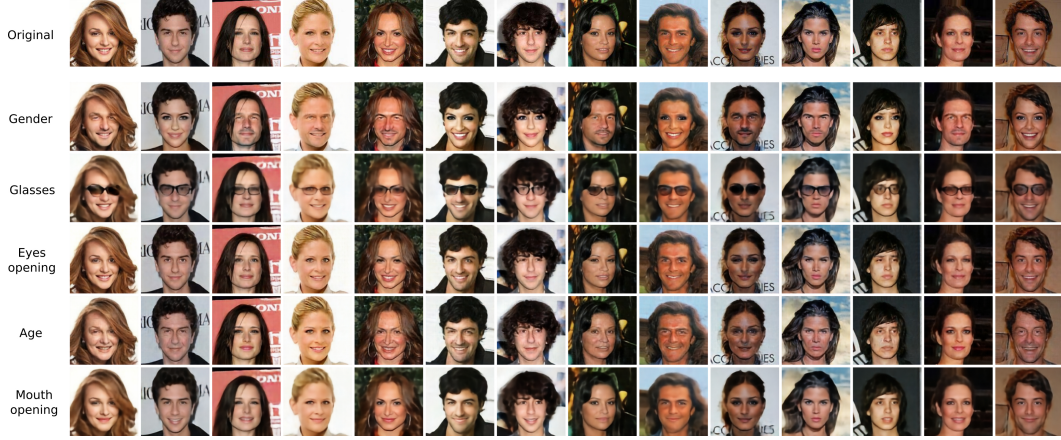 Original
Gender
Glasses
Eyes
opening
Age
Mouth
opening